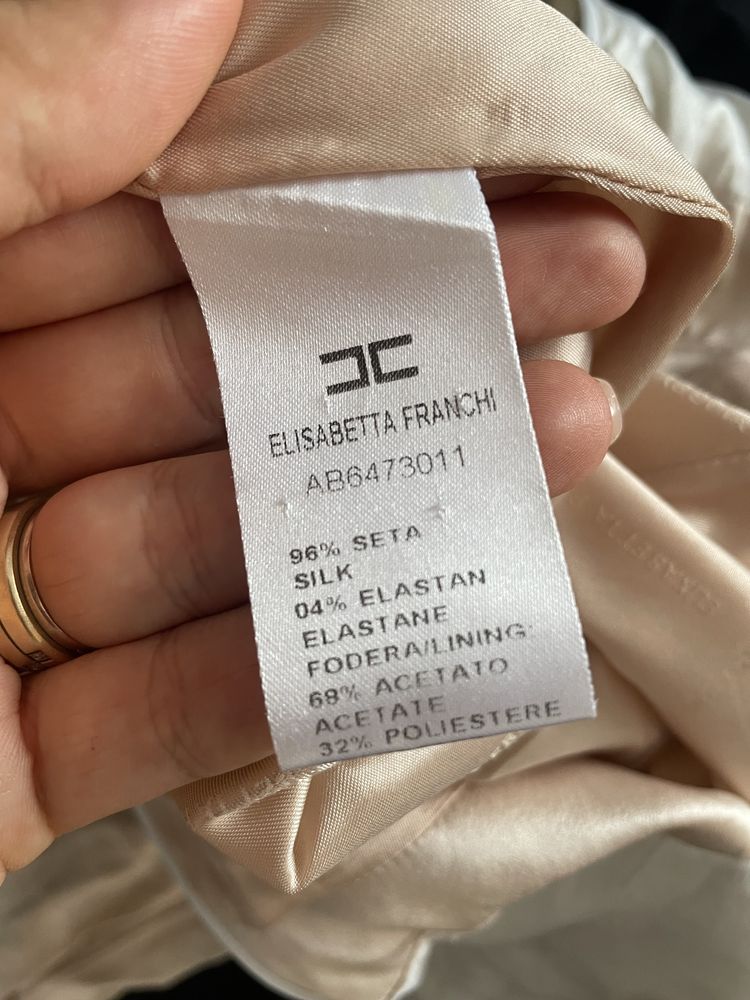 ELISABETTA FRANCHI
AB6473011
96% SETA
SILK
04% ELASTAN
ELASTANE
FODERA/LINING:
68% ACETATO
ACETATE
32% POLIESTERE